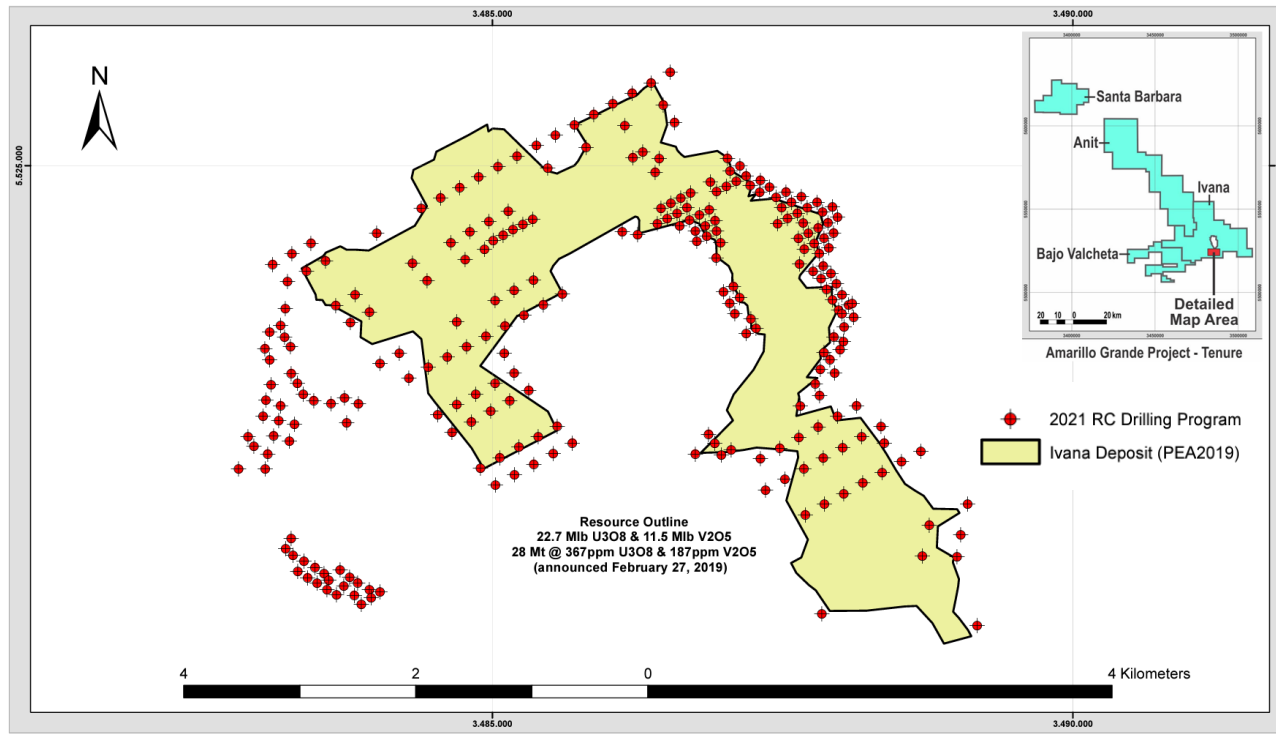 3.485.000
3.490.000
N
5.525.000
5.525.000
Santa Barbara
Anit
Ivana
Bajo Valcheta
Detailed
Map Area
20 10 0 20 km
Amarillo Grande Project - Tenure
2021 RC Drilling Program
Ivana Deposit (PEA2019)
Resource Outline
22.7 Mlb U3O8 & 11.5 Mlb V2O5
28 Mt @ 367ppm U3O8 & 187ppm V2O5
(announced February 27, 2019)
4 2 0 4 Kilometers
3.485.000
3.490.000